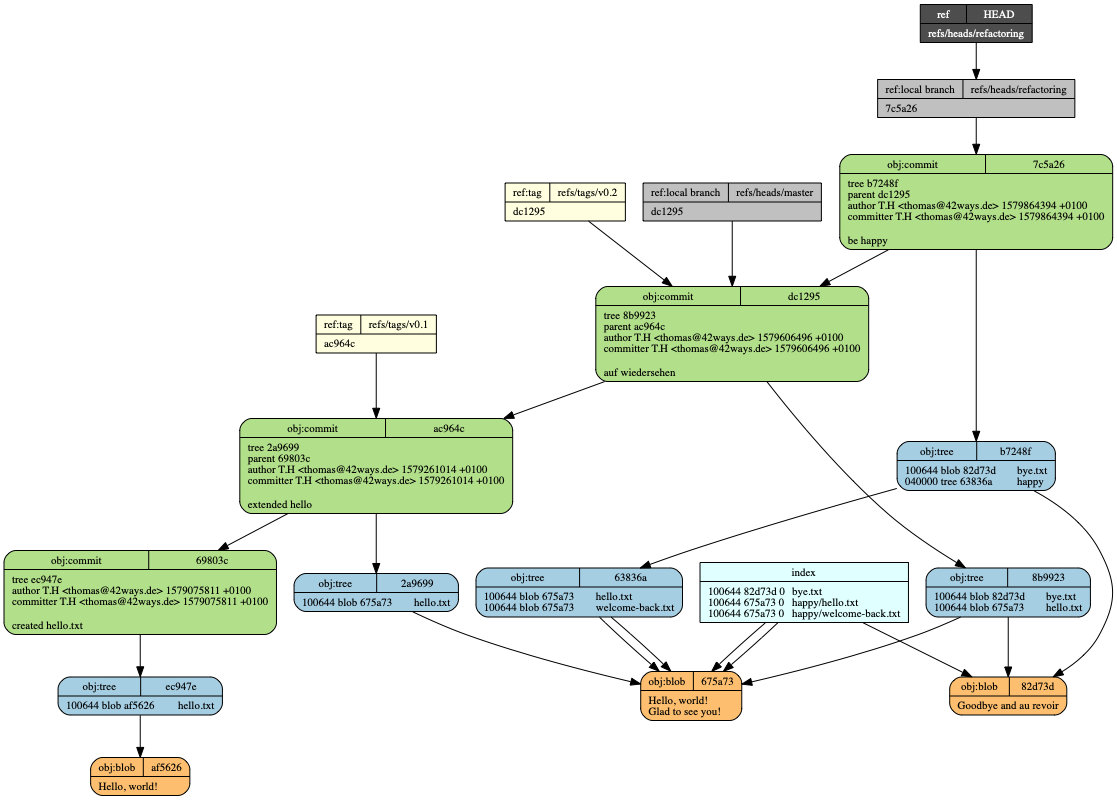 ref HEAD
refs/heads/refactoring
ref:local branch refs/heads/refactoring
7c5a26
obj:commit 7c5a26
tree b7248f
parent dc1295
author T.H <thomas@42ways.de> 1579864394 +0100
committer T.H <thomas@42ways.de> 1579864394 +0100
be happy
ref:tag refs/tags/v0.2
dc1295
ref:local branch refs/heads/master
dc1295
obj:commit dc1295
tree 8b9923
parent ac964c
author T.H <thomas@42ways.de> 1579606496 +0100
committer T.H <thomas@42ways.de> 1579606496 +0100
auf wiedersehen
ref:tag refs/tags/v0.1
ac964c
obj:commit ac964c
tree 2a9699
parent 69803c
author T.H <thomas@42ways.de> 1579261014 +0100
committer T.H <thomas@42ways.de> 1579261014 +0100
extended hello
obj:tree b7248f
100644 blob 82d73d bye.txt
040000 tree 63836a happy
obj:commit 69803c
tree ec947e
author T.H <thomas@42ways.de> 1579075811 +0100
committer T.H <thomas@42ways.de> 1579075811 +0100
created hello.txt
obj:tree 2a9699
100644 blob 675a73 hello.txt
obj:tree 63836a
100644 blob 675a73 hello.txt
100644 blob 675a73 welcome-back.txt
index
100644 82d73d 0 bye.txt
100644 675a73 0 happy/hello.txt
100644 675a73 0 happy/welcome-back.txt
obj:tree 8b9923
100644 blob 82d73d bye.txt
100644 blob 675a73 hello.txt
obj:tree ec947e
100644 blob af5626 hello.txt
obj:blob 675a73
Hello, world!
Glad to see you!
obj:blob 82d73d
Goodbye and au revoir
obj:blob af5626
Hello, world!